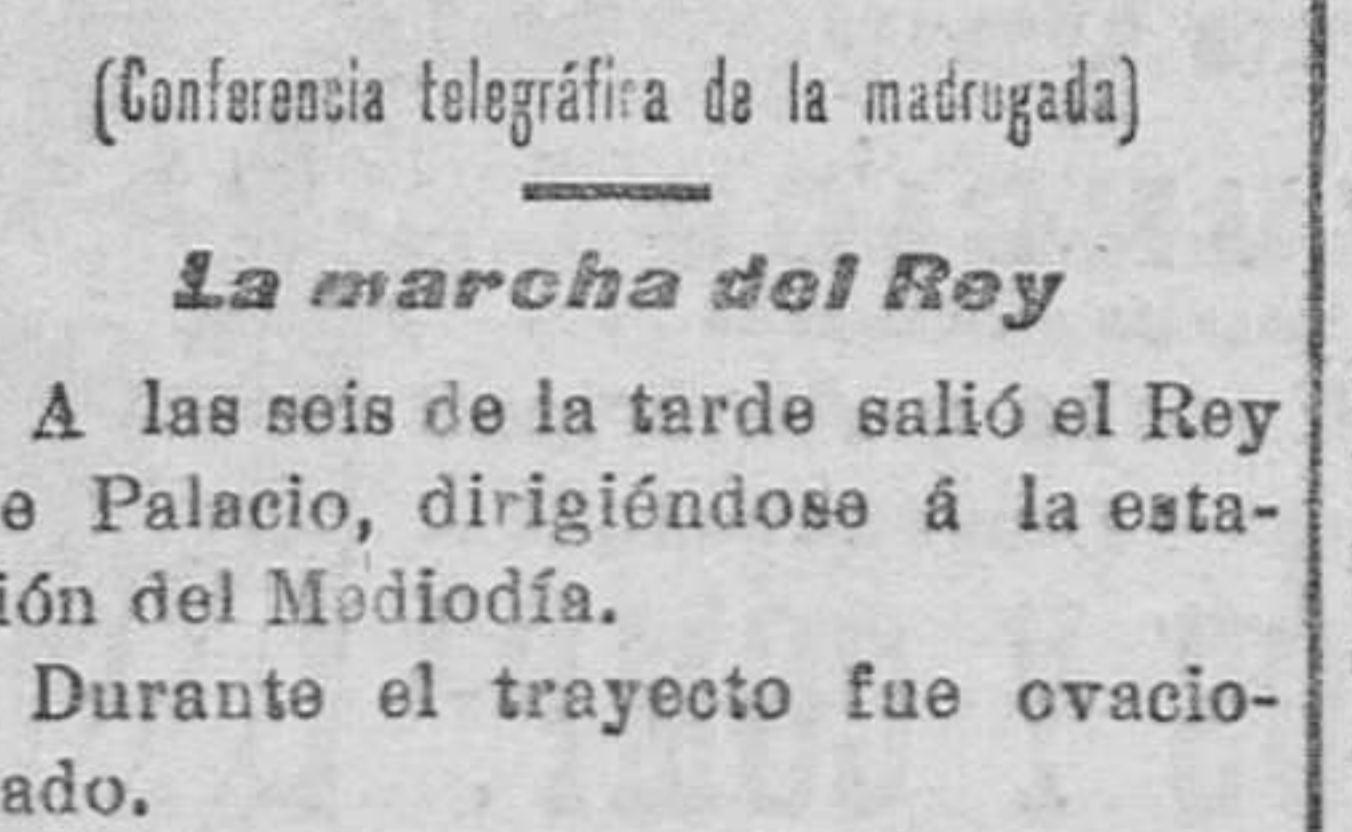 (Conferencia telegráfica de la madrugada)
La marcha del Rey
A las seis de la tarde salió el Rey
e Palacio, dirigiéndose á la esta-
ión del Mediodía.
Durante el trayecto fue ovacio-
ado.